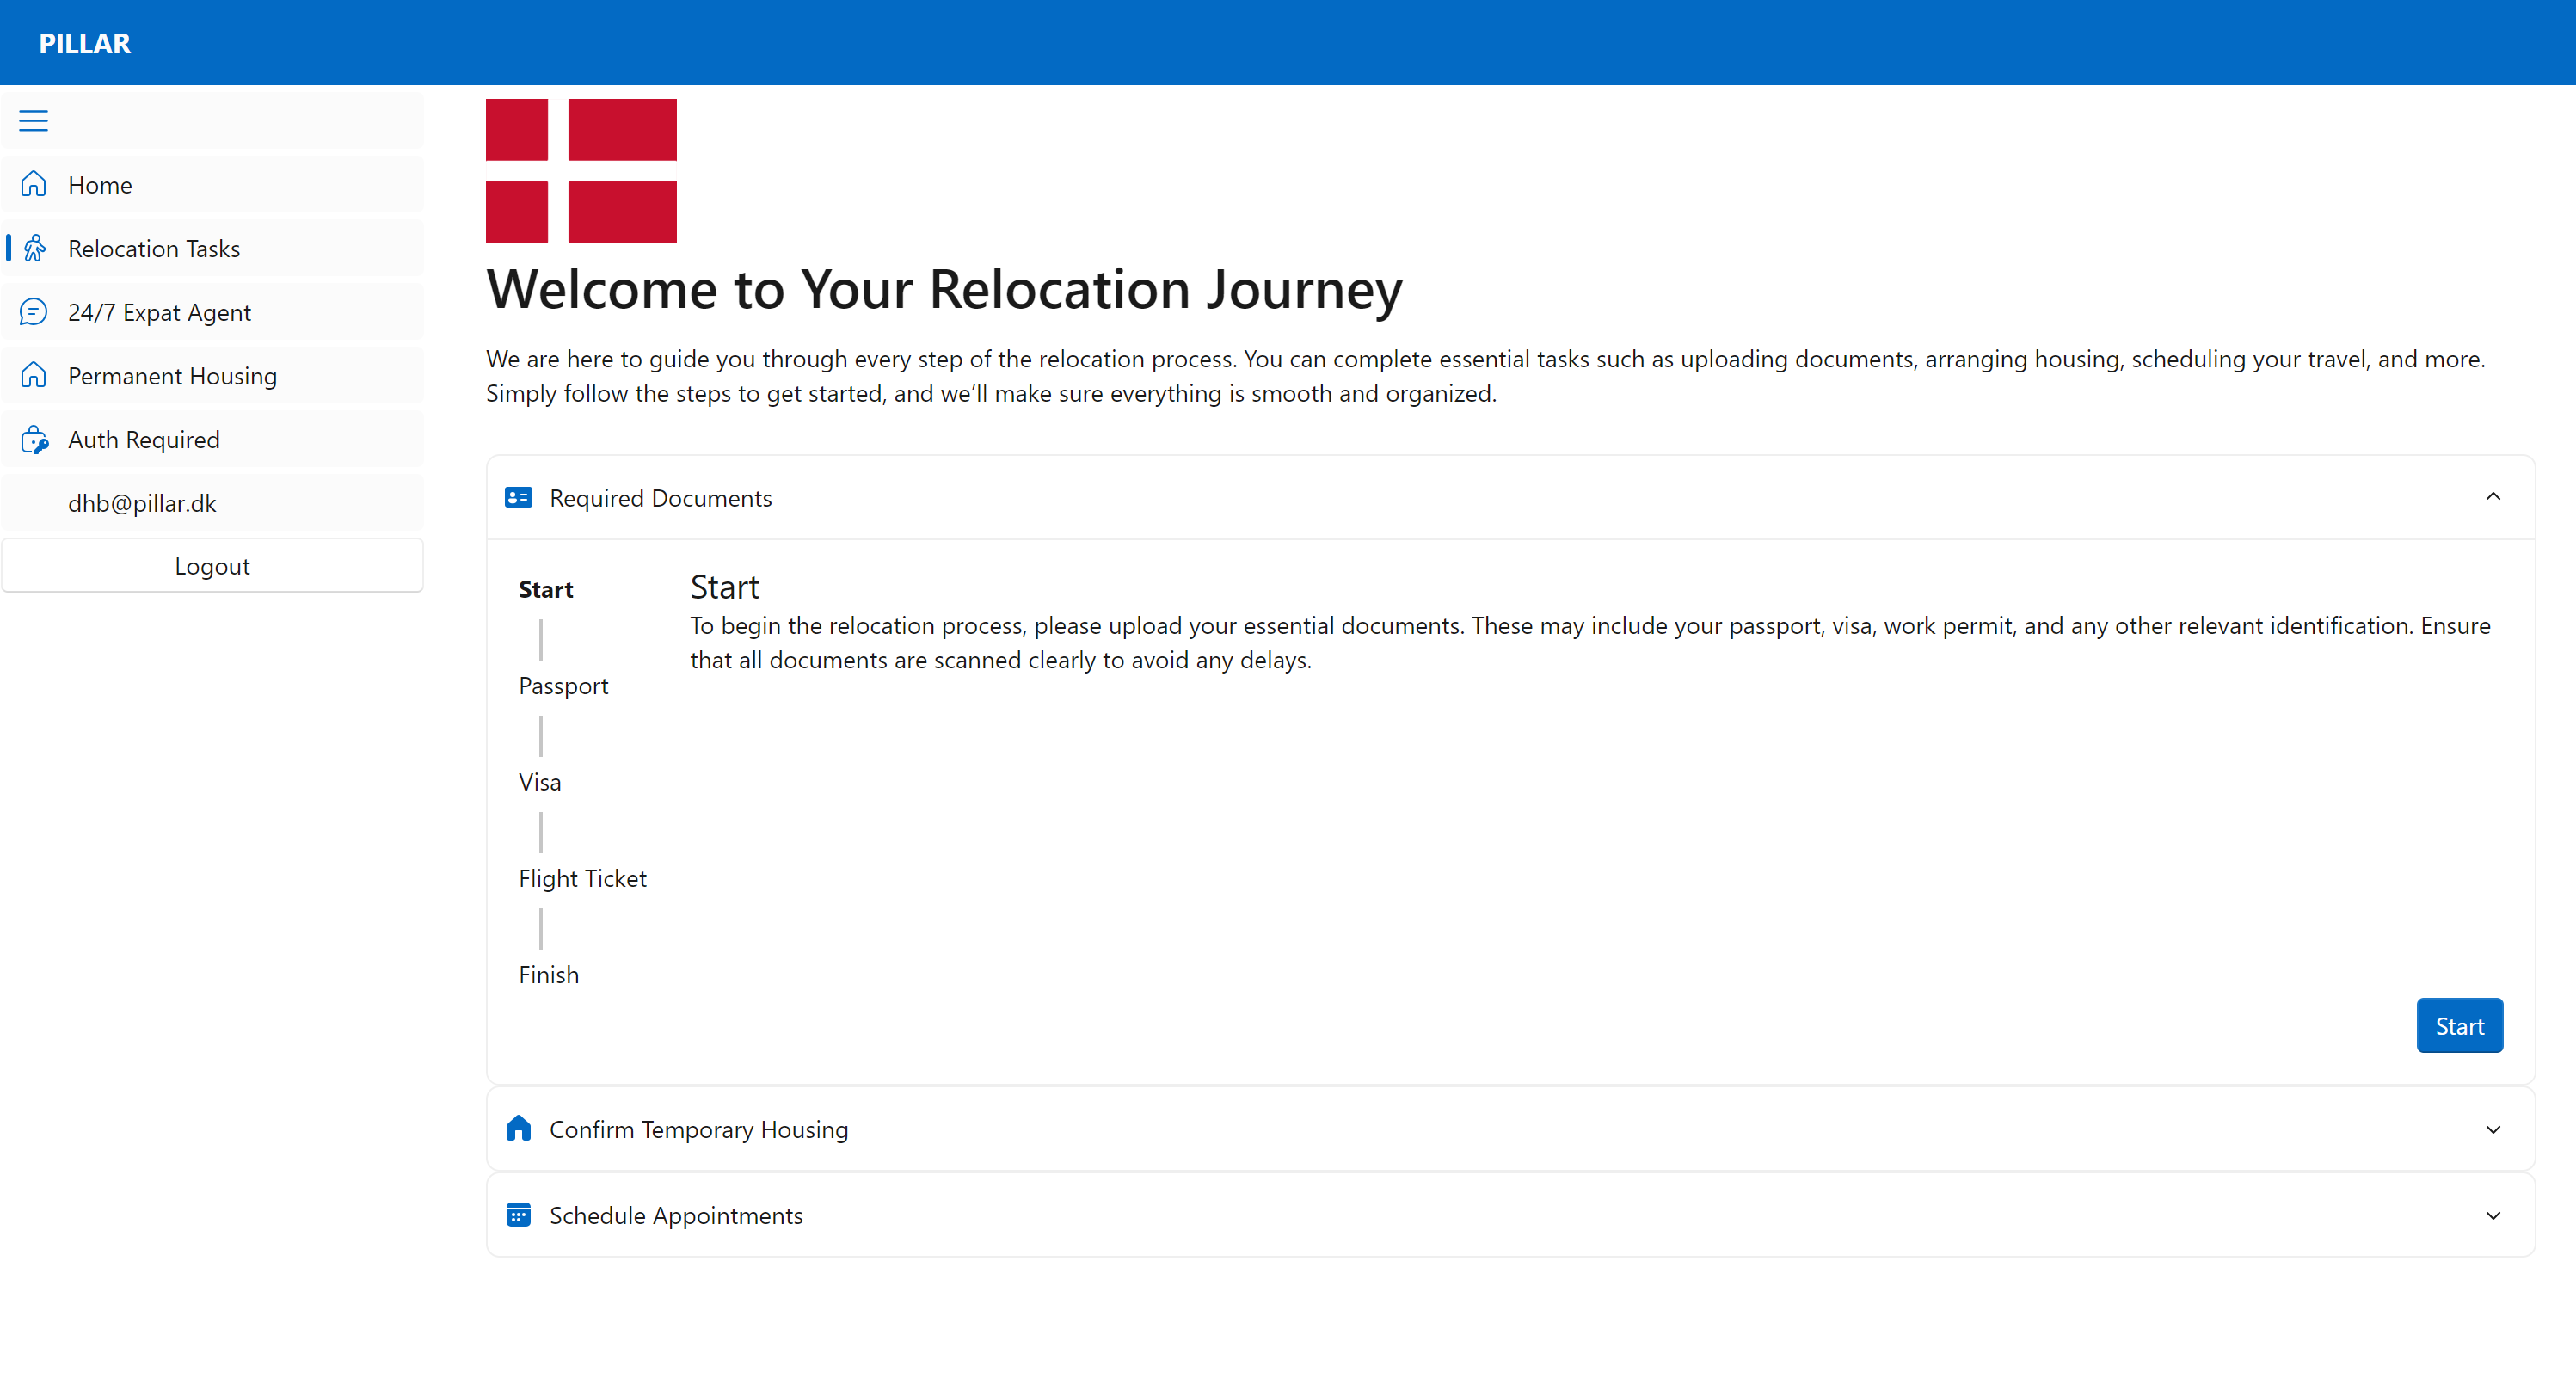 PILLAR
Home
Relocation Tasks
24/7 Expat Agent
Permanent Housing
Auth Required
dhb@pillar.dk
Logout
Welcome to Your Relocation Journey
We are here to guide you through every step of the relocation process. You can complete essential tasks such as uploading documents, arranging housing, scheduling your travel, and more.
Simply follow the steps to get started, and we’ll make sure everything is smooth and organized.
Required Documents
Start
Passport
Visa
Flight Ticket
Finish
Start
To begin the relocation process, please upload your essential documents. These may include your passport, visa, work permit, and any other relevant identification. Ensure
that all documents are scanned clearly to avoid any delays.
Start
Confirm Temporary Housing
Schedule Appointments